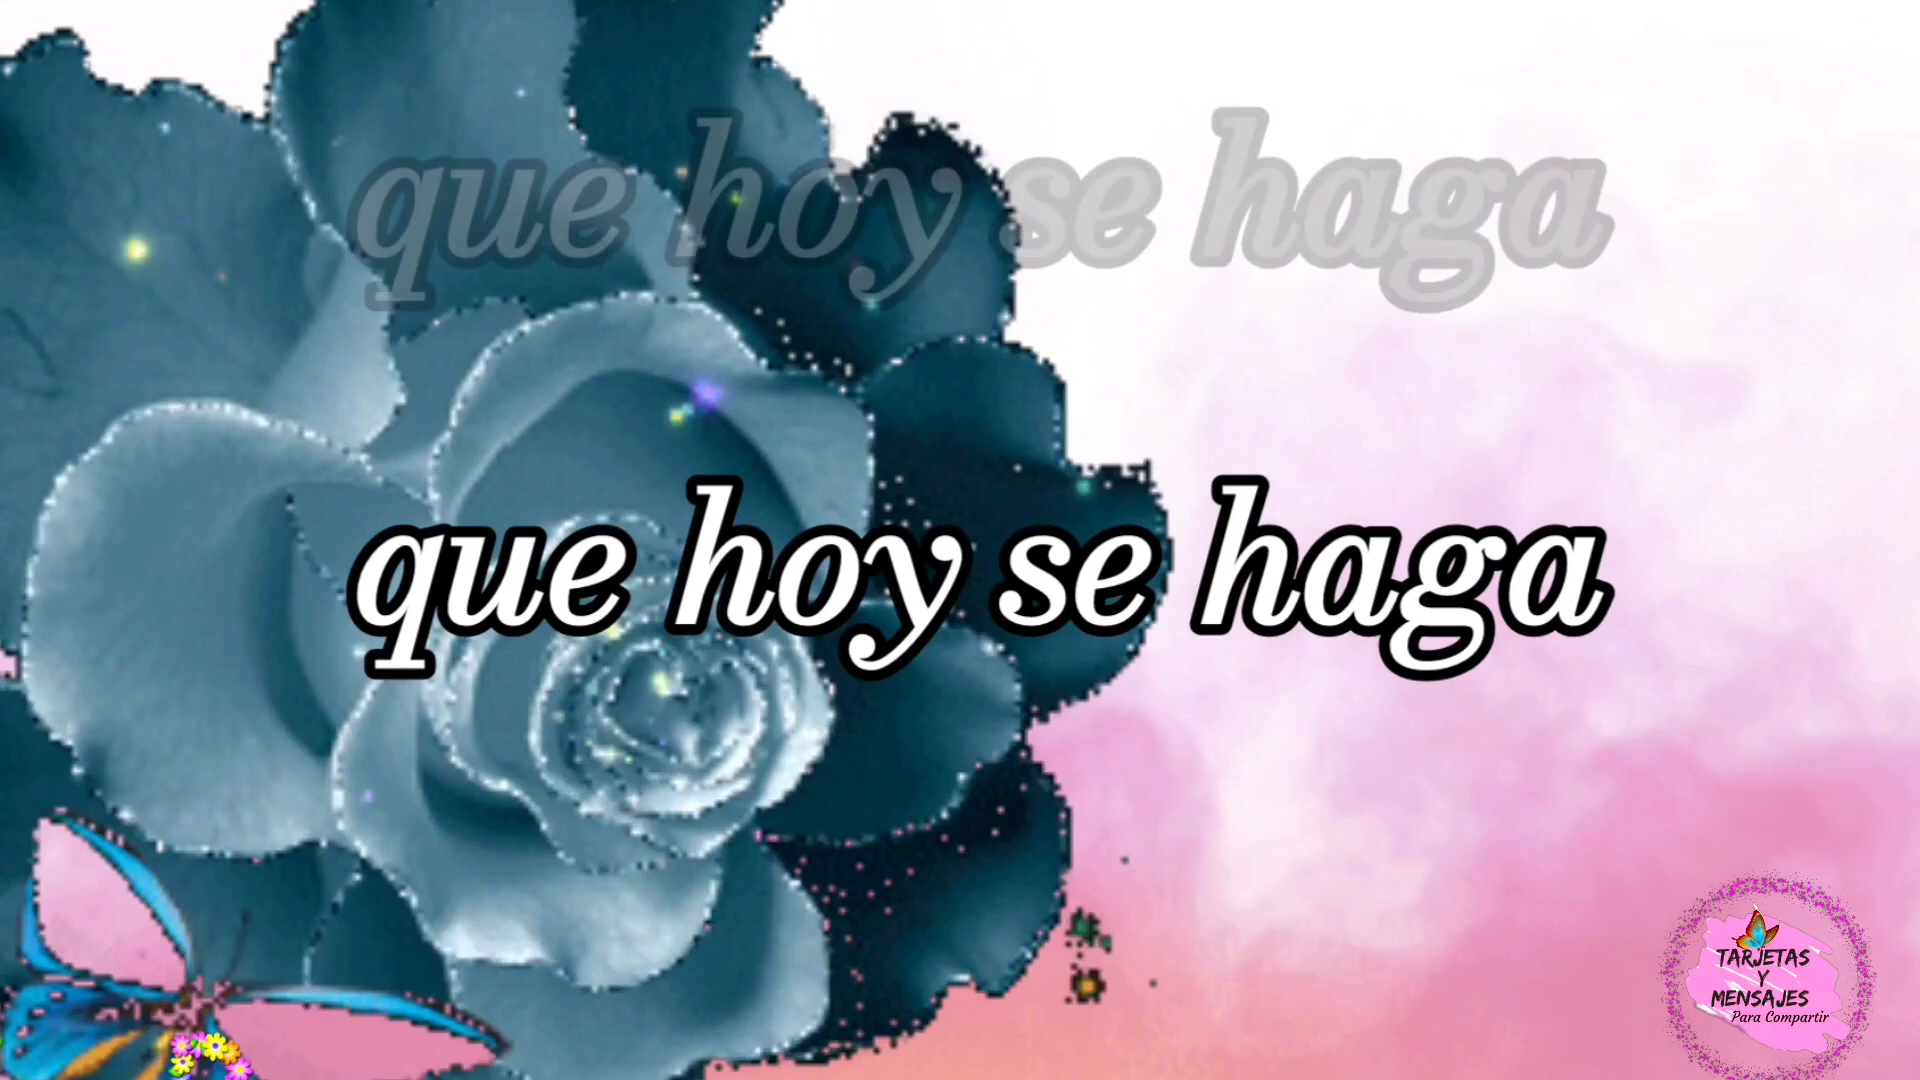 que hoy se haga
que hoy se haga
TARJETAS
Y
MENSAJES
Para Compartir